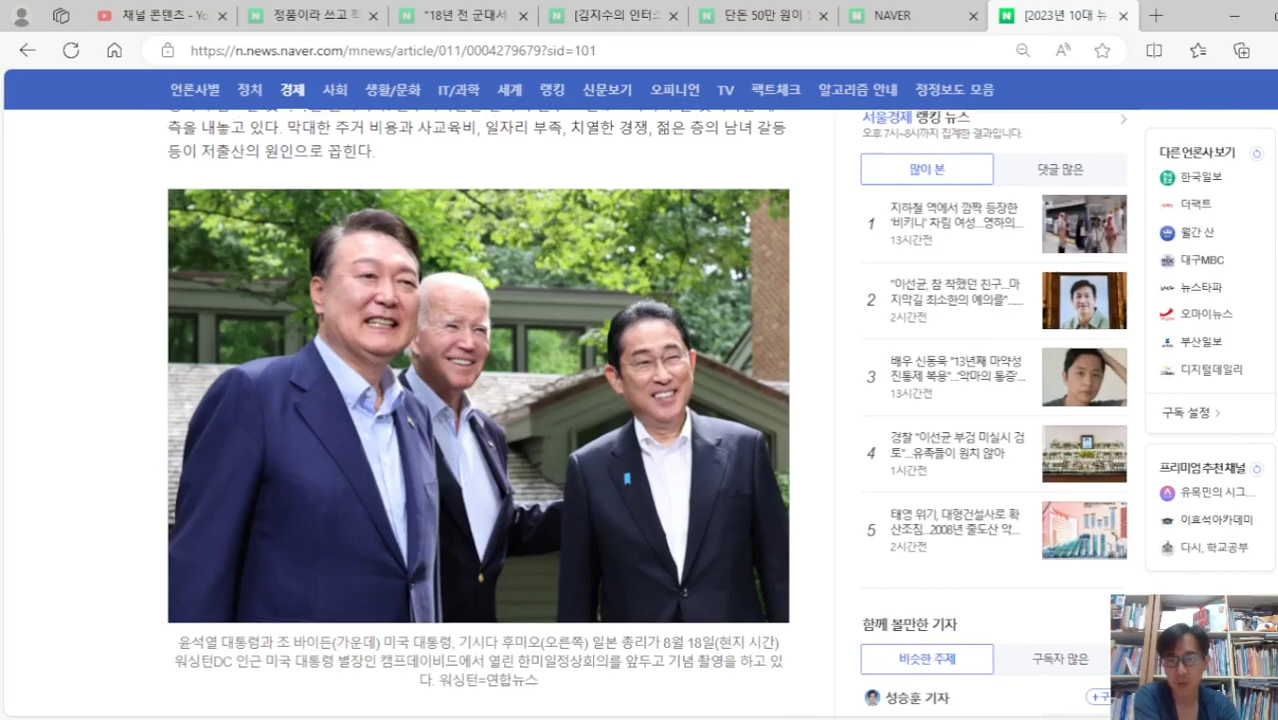 채널 콘텐츠 - Yo
정품이라 쓰고
"18년 전 군대서
[김지수의 인터
단돈 50만 원이
NAVER
[2023년 10대 뉴
https://n.news.naver.com/mnews/article/011/0004279679?sid=101
언론사별 정치 경제 사회 생활/문화 IT/과학 세계 랭킹 신문보기 오피니언 TV 팩트체크 알고리즘 안내 정정보도 모음
측을 내놓고 있다. 막대한 주거 비용과 사교육비, 일자리 부족, 치열한 경쟁, 젊은 층의 남녀 갈등
등이 저출산의 원인으로 꼽힌다.
윤석열 대통령과 조 바이든(가운데) 미국 대통령, 기시다 후미오(오른쪽) 일본 총리가 8월 18일(현지 시간)
워싱턴DC 인근 미국 대통령 별장인 캠프데이비드에서 열린 한미일정상회의를 앞두고 기념 촬영을 하고 있
다. 워싱턴=연합뉴스
서울경제 랭킹 뉴스
오후 7시~8시까지 집계한 결과입니다.
많이 본
댓글 많은
1
지하철 역에서 깜짝 등장한
'비키니' 차림 여성...영하의...
13시간전
2
"이선균, 참 착했던 친구...마
지막길 최소한의 예의를"......
2시간전
3
배우 신동욱 "13년째 마약성
진통제 복용"..."악마의 통증'...
13시간전
4
경찰 "이선균 부검 미실시 검
토"...유족들이 원치 않아
1시간전
5
태영 위기, 대형건설사로 확
산조짐...2008년 줄도산 악...
2시간전
함께 볼만한 기사
비슷한 주제
구독자 많은
성승훈 기자
+구
다른 언론사 보기
한국일보
더팩트
월간 산
대구MBC
뉴스타파
오마이뉴스
부산일보
디지털데일리
구독 설정
프리미엄 추천 채널
유목민의 시그...
이효석아카데미
다시, 학교공부